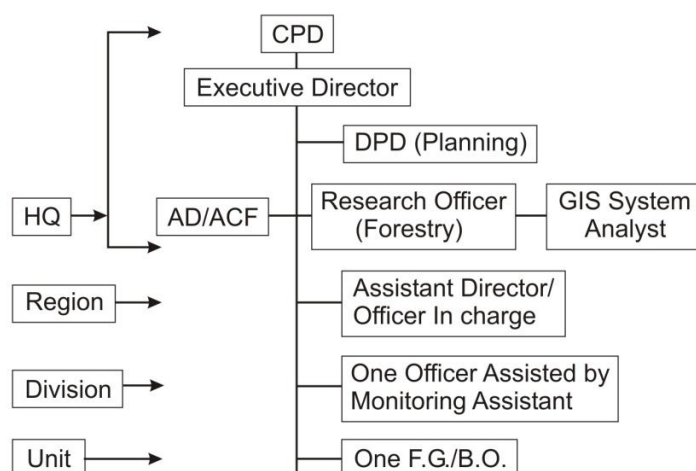 CPD
Executive Director
DPD (Planning)
HQ
AD/ACF
Research Officer
(Forestry)
GIS System
Analyst
Region
Assistant Director/
Officer In charge
Division
One Officer Assisted by
Monitoring Assistant
Unit
One F.G./B.O.